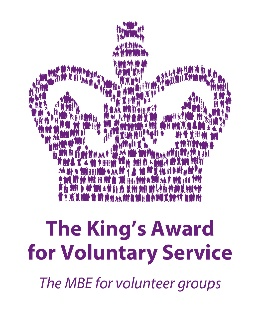 The King's Award
for Voluntary Service
The MBE for volunteer groups